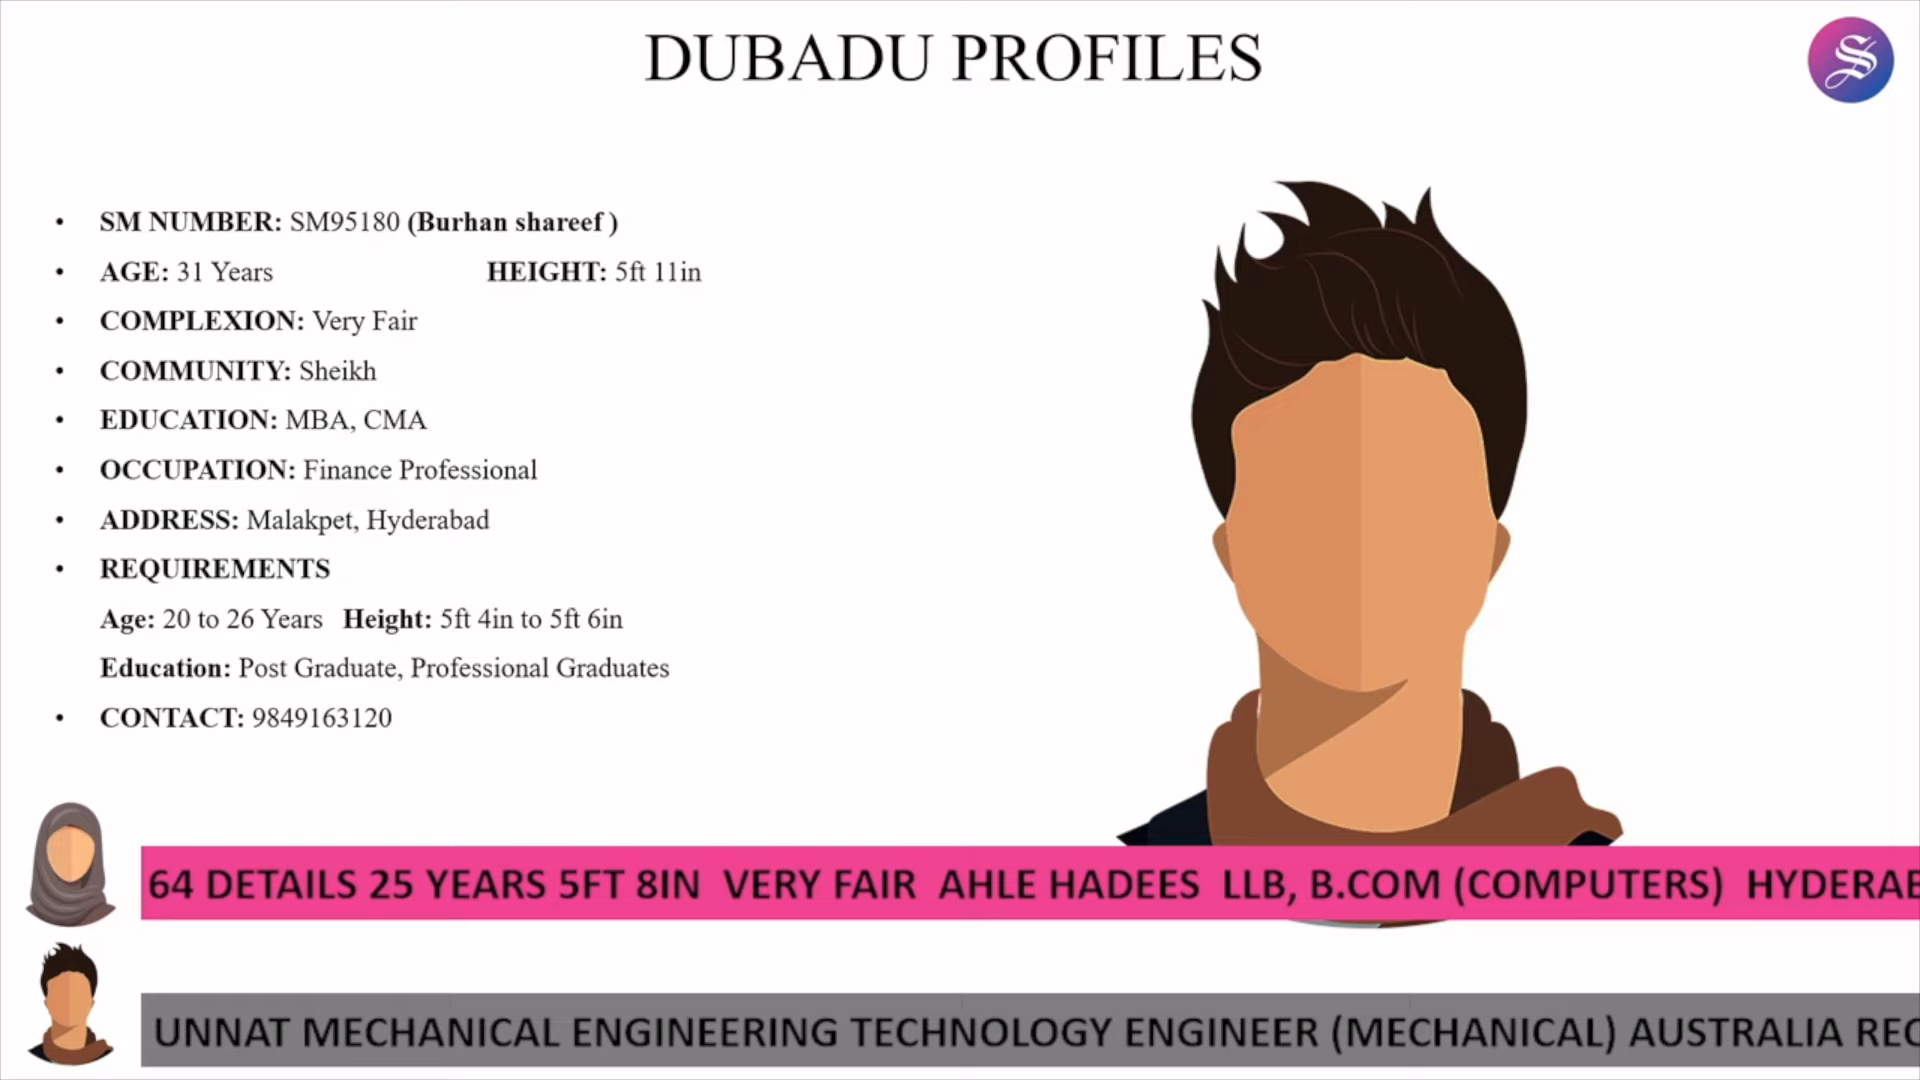 DUBADU PROFILES
• SM NUMBER: SM95180 (Burhan shareef )
• AGE: 31 Years HEIGHT: 5ft 11in
• COMPLEXION: Very Fair
• COMMUNITY: Sheikh
• EDUCATION: MBA, CMA
• OCCUPATION: Finance Professional
• ADDRESS: Malakpet, Hyderabad
• REQUIREMENTS
Age: 20 to 26 Years Height: 5ft 4in to 5ft 6in
Education: Post Graduate, Professional Graduates
• CONTACT: 9849163120
64 DETAILS 25 YEARS 5FT 8IN VERY FAIR AHLE HADEES LLB, B.COM (COMPUTERS)
UNNAT MECHANICAL ENGINEERING TECHNOLOGY ENGINEER (MECHANICAL) AUSTRALIA